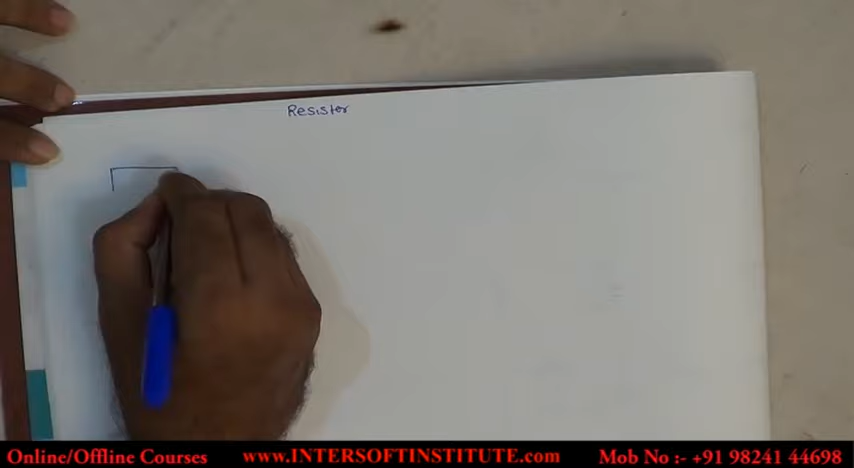 Resister
Online/Offline Courses www.INTERSOFTINSTITUTE.com Mob No :- +91 98241 44698